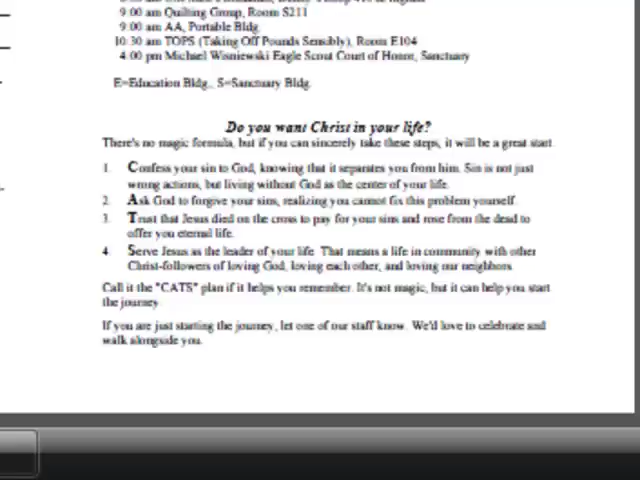 9:00 am Quilting Group, Room S211
9:00 am AA, Portable Bldg
10:30 am TOPS (Taking Off Pounds Sensibly), Room E104
4:00 pm Michael Wisniewski Eagle Scout Court of Honor, Sanctuary
E=Education Bldg., S=Sanctuary Bldg.
Do you want Christ in your life?
There's no magic formula, but if you can sincerely take these steps, it will be a great start.
1. Confess your sin to God, knowing that it separates you from him. Sin is not just
wrong actions, but living without God as the center of your life.
2. Ask God to forgive your sins, realizing you cannot fix this problem yourself.
3. Trust that Jesus died on the cross to pay for your sins and rose from the dead to
offer you eternal life.
4. Serve Jesus as the leader of your life. That means a life in community with other
Christ-followers of loving God, loving each other, and loving our neighbors.
Call it the "CATS" plan if it helps you remember. It's not magic, but it can help you start
the journey.
If you are just starting the journey, let one of our staff know. We'd love to celebrate and
walk alongside you.